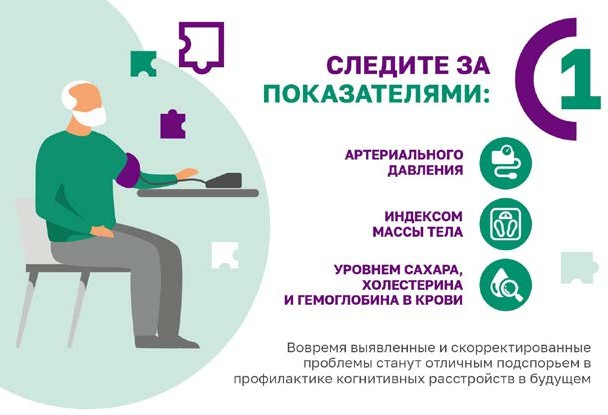 СЛЕДИТЕ ЗА
ПОКАЗАТЕЛЯМИ:
1
АРТЕРИАЛЬНОГО
ДАВЛЕНИЯ
ИНДЕКСОМ
МАССЫ ТЕЛА
УРОВНЕМ САХАРА,
ХОЛЕСТЕРИНА
И ГЕМОГЛОБИНА В КРОВИ
Вовремя выявленные и скорректированные
проблемы станут отличным подспорьем в
профилактике когнитивных расстройств в будущем